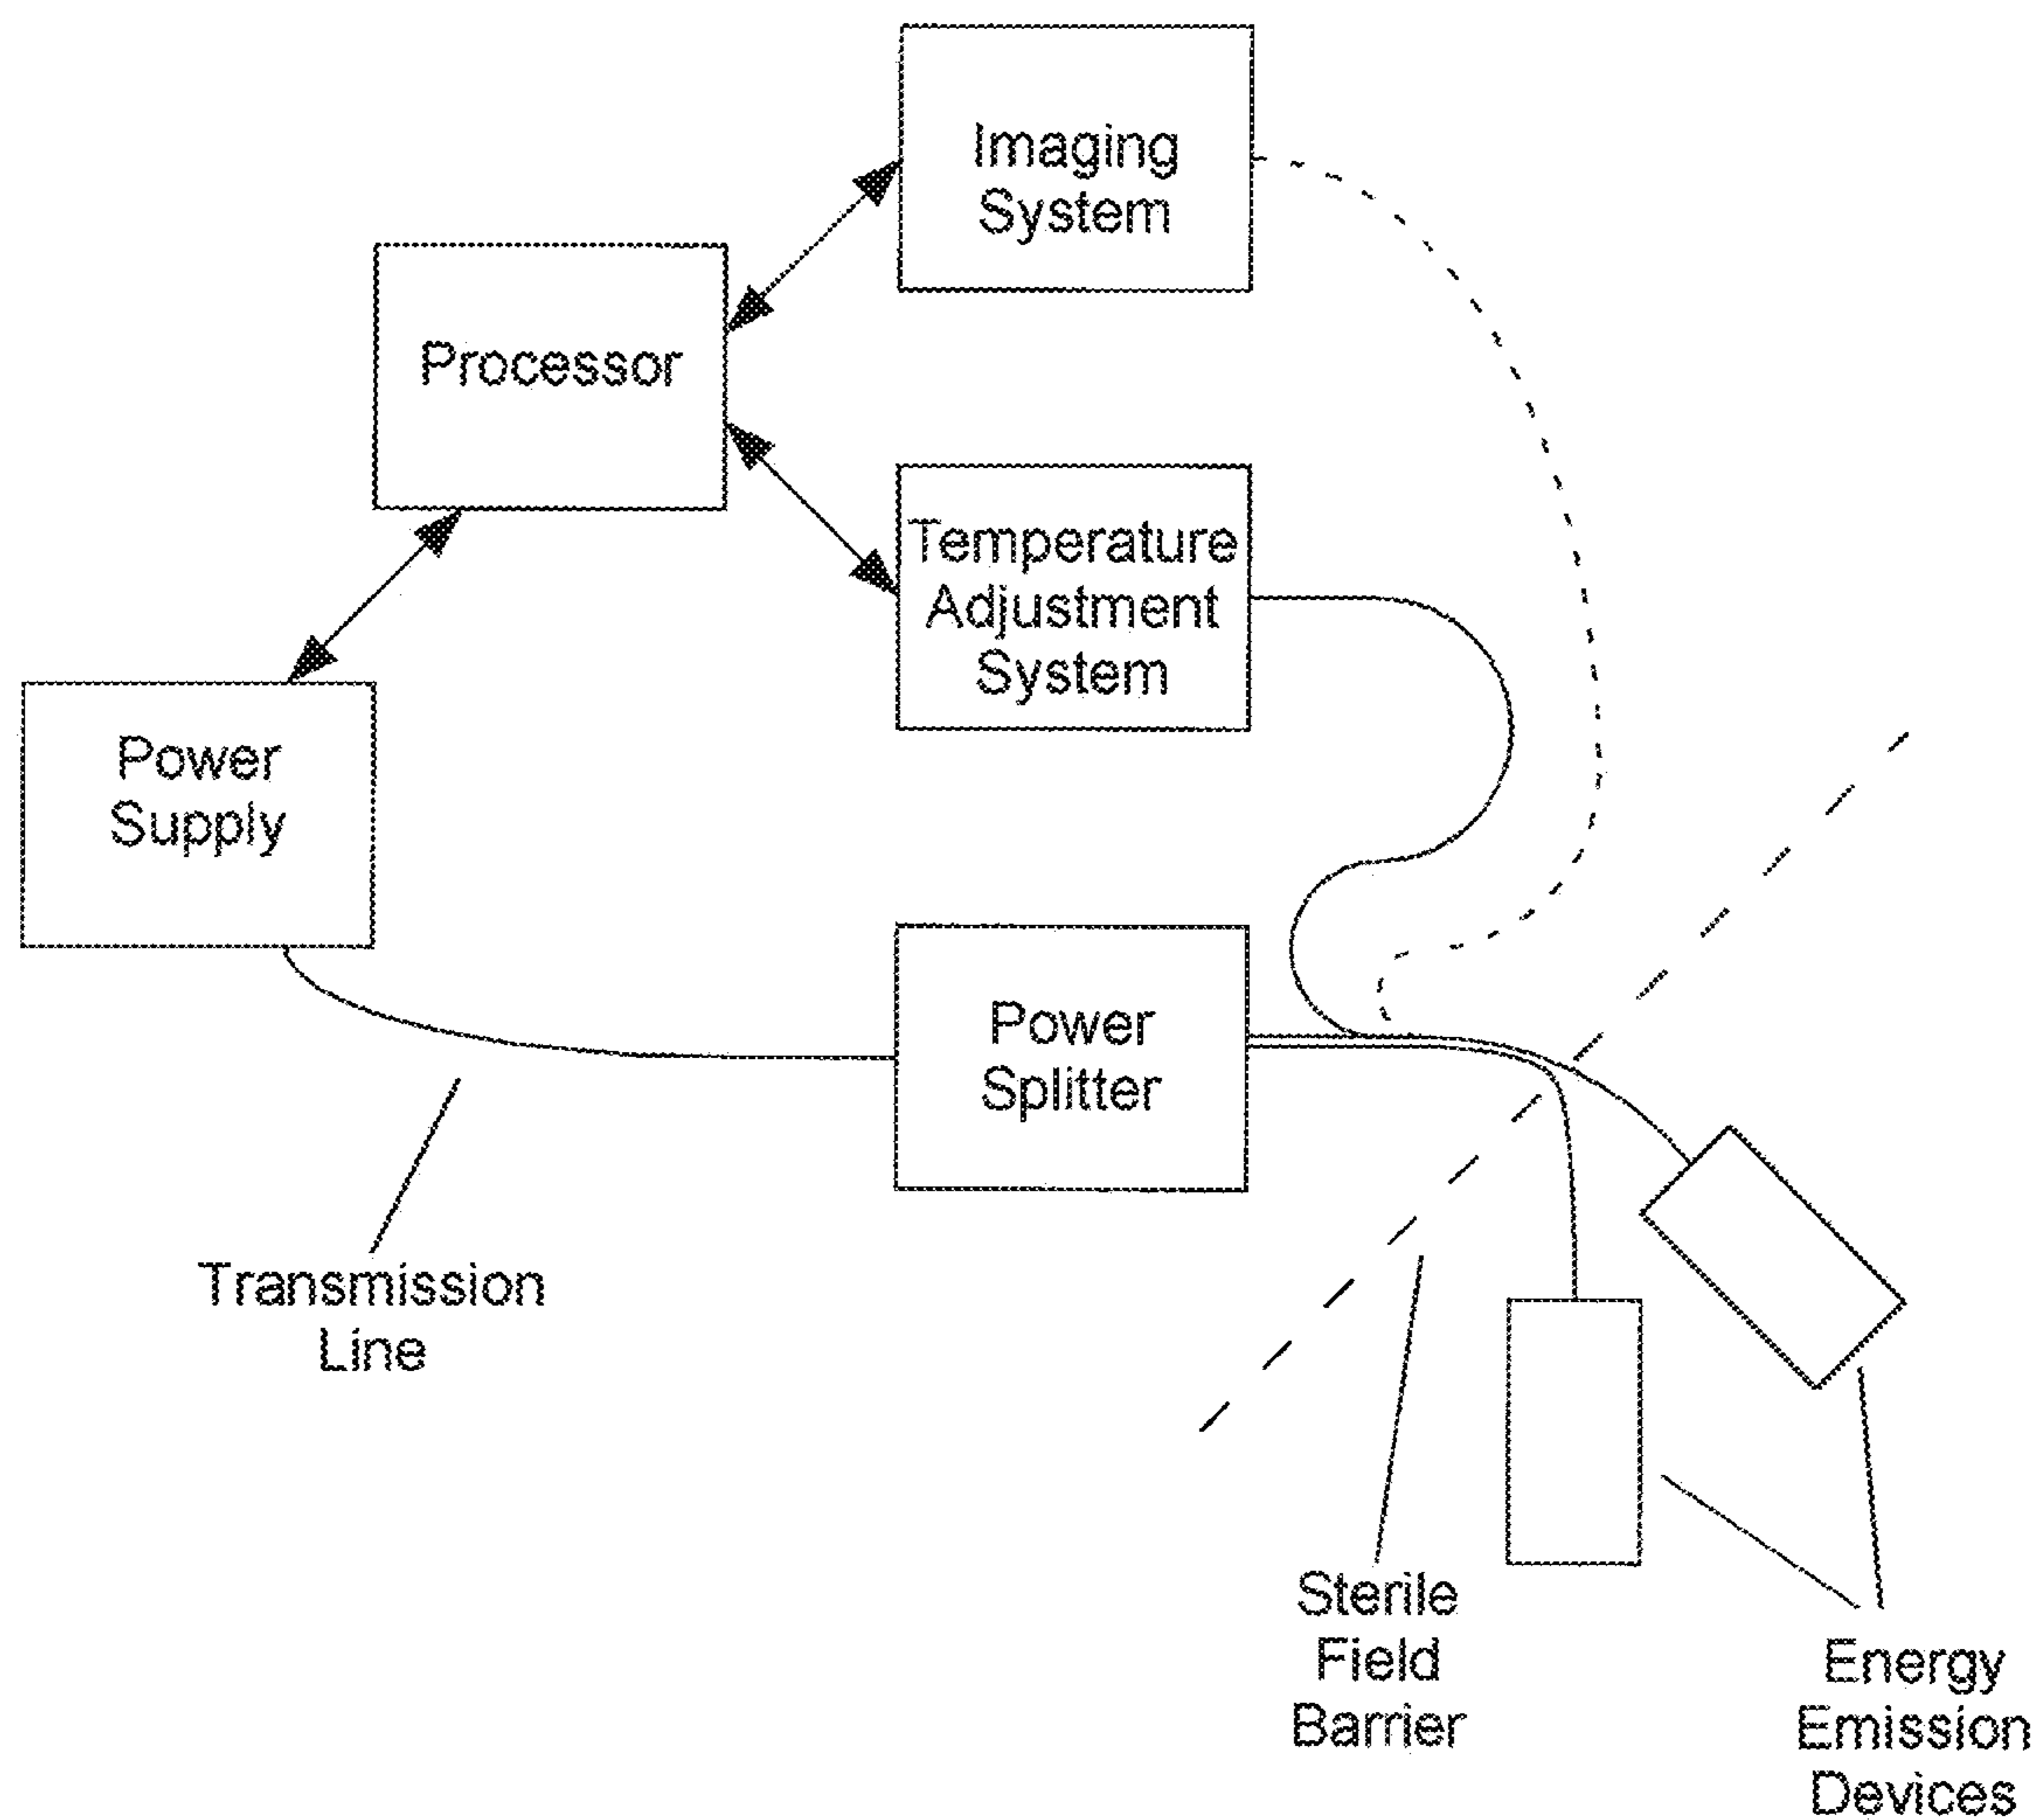 Imaging
System
Processor
Temperature
Adjustment
System
Power
Supply
Power
Splitter
Transmission
Line
Sterile
Field
Barrier
Energy
Emission
Devices